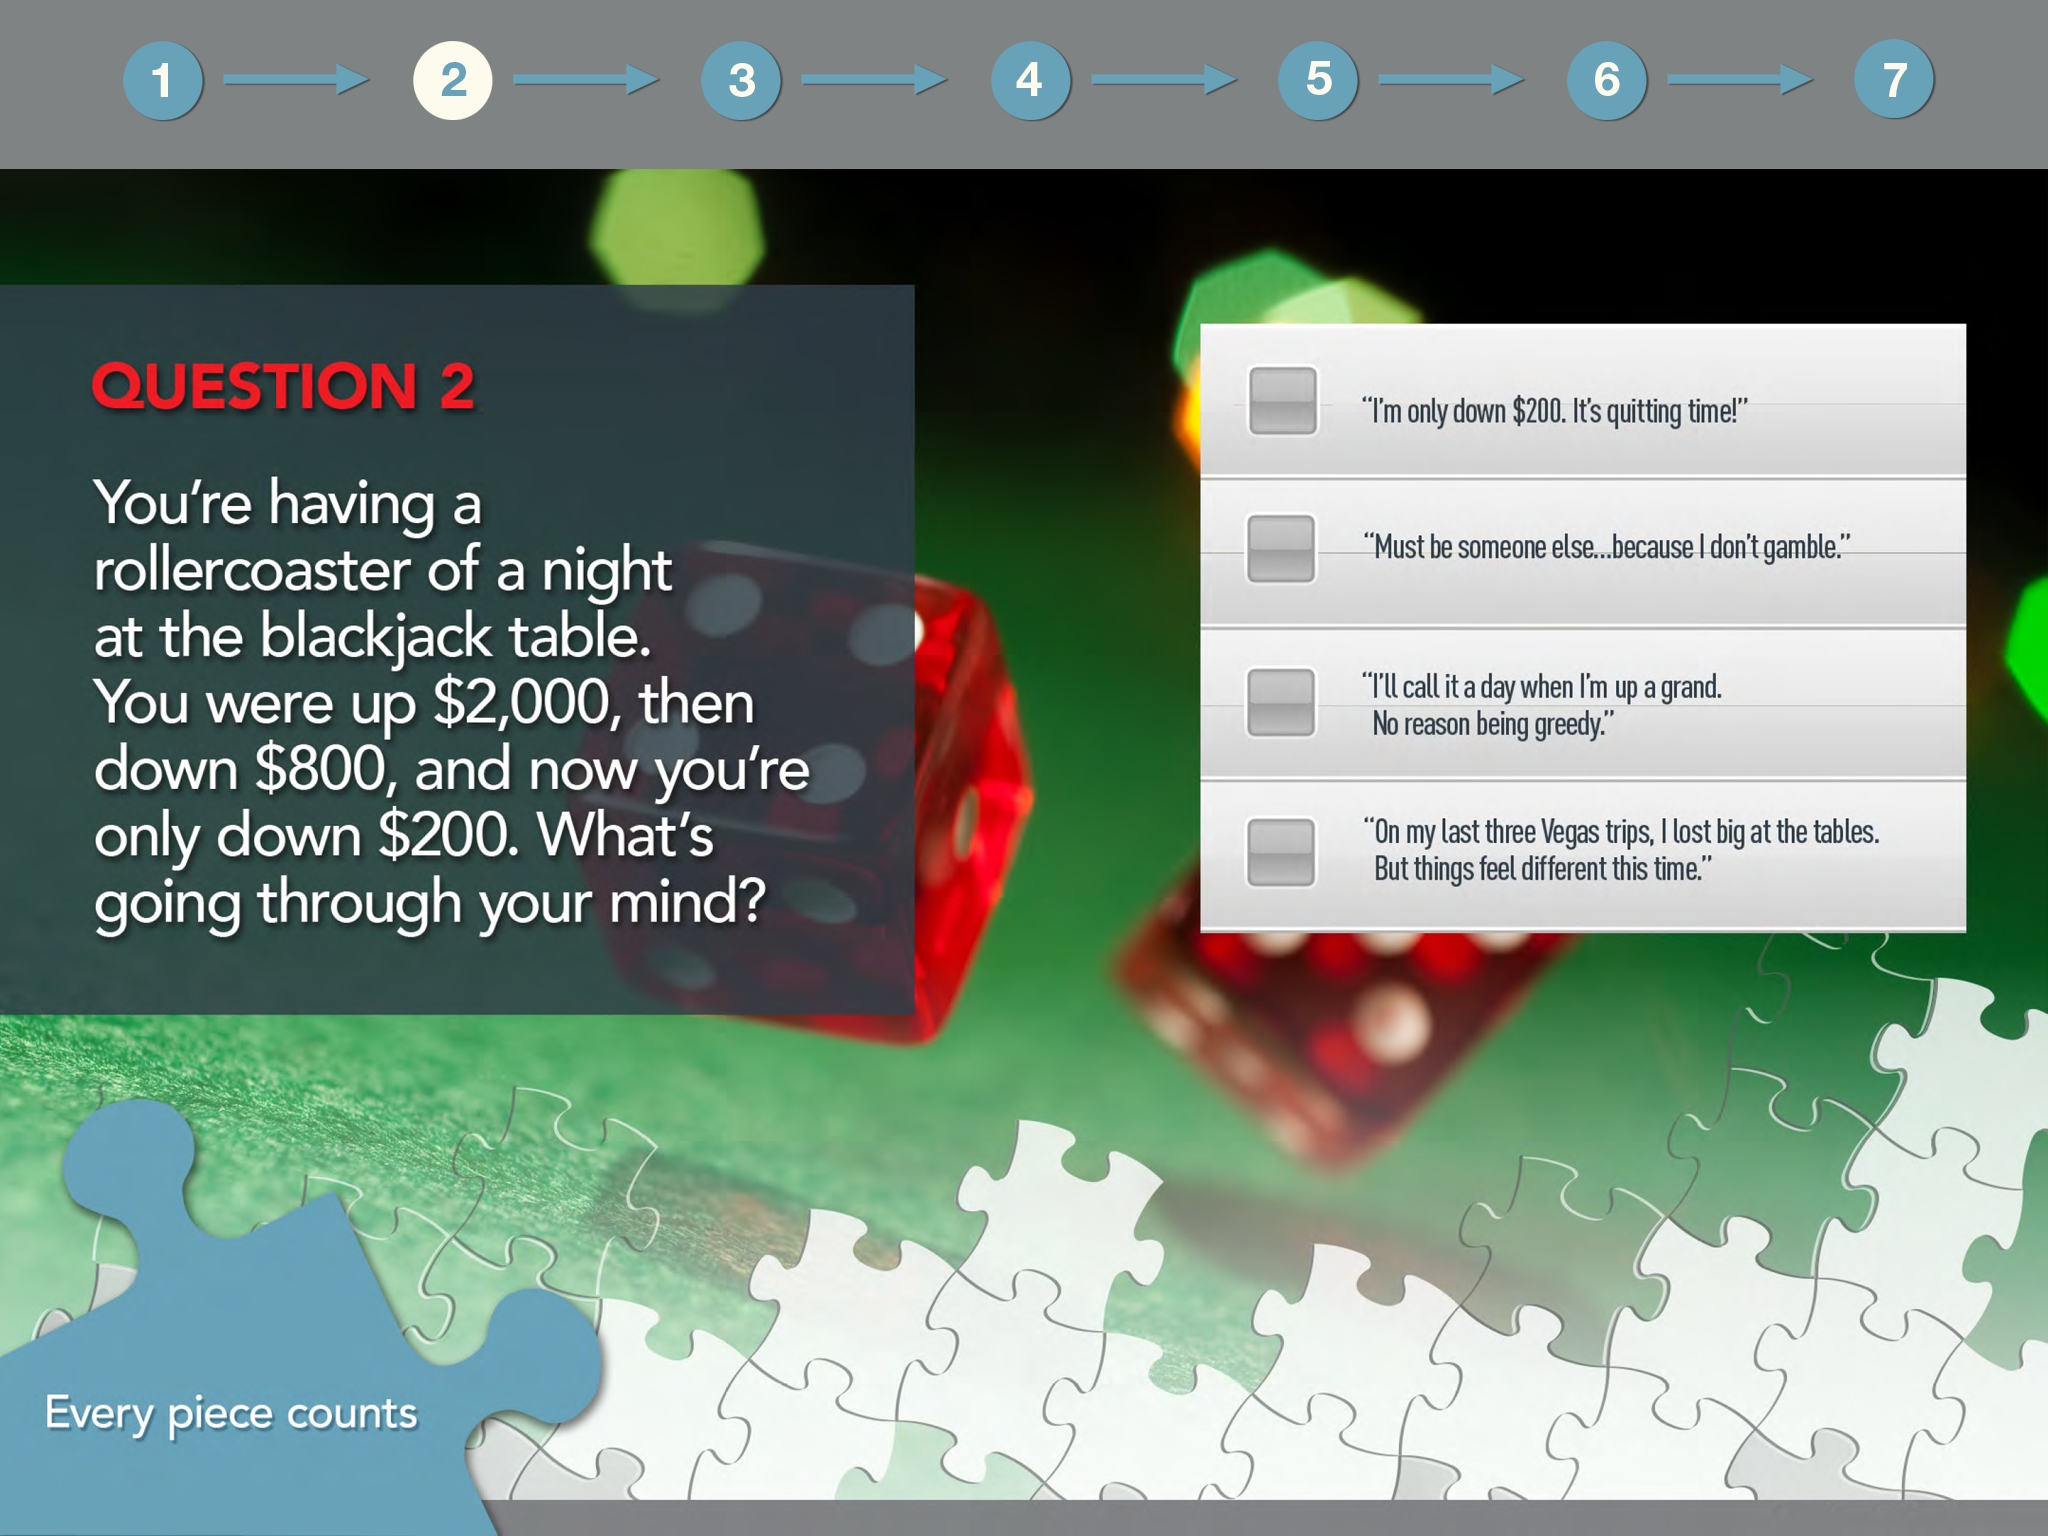 1 2 3 4 5 6 7
QUESTION 2
You’re having a
rollercoaster of a night
at the blackjack table.
You were up $2,000, then
down $800, and now you’re
only down $200. What’s
going through your mind?
“I’m only down $200. It’s quitting time!”
“Must be someone else...because I don’t gamble.”
“I’ll call it a day when I’m up a grand.
No reason being greedy.”
“On my last three Vegas trips, I lost big at the tables.
But things feel different this time.”
Every piece counts